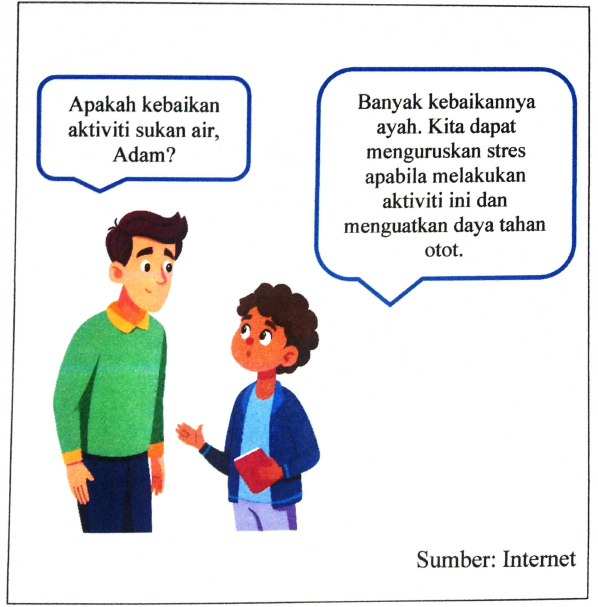 Apakah kebaikan
aktiviti sukan air,
Adam?
Banyak kebaikannya
ayah. Kita dapat
menguruskan stres
apabila melakukan
aktiviti ini dan
menguatkan daya tahan
otot.
Sumber: Internet